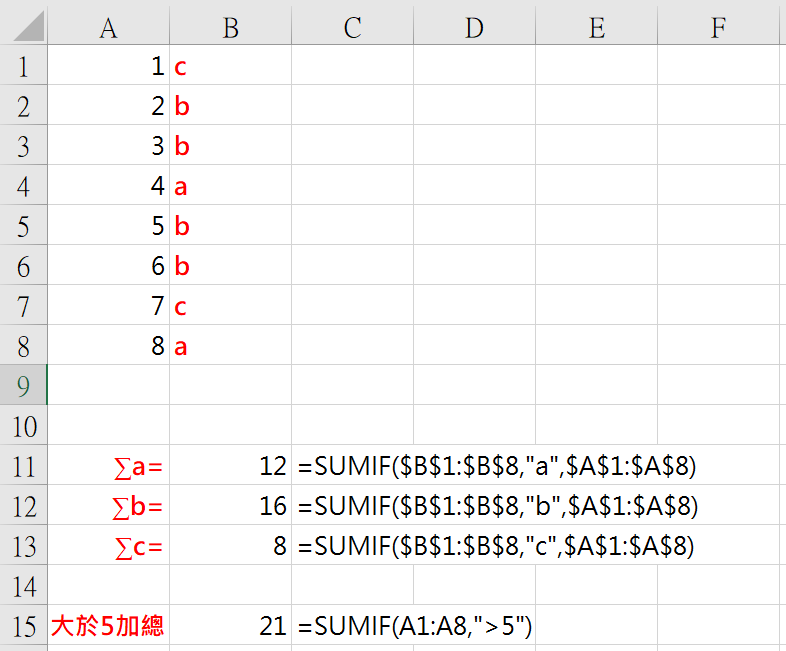 A B C D E F
1 1 c
2 2 b
3 3 b
4 4 a
5 5 b
6 6 b
7 7 c
8 8 a
9
10
11 ∑a= 12 =SUMIF($B$1:$B$8,"a",$A$1:$A$8)
12 ∑b= 16 =SUMIF($B$1:$B$8,"b",$A$1:$A$8)
13 ∑c= 8 =SUMIF($B$1:$B$8,"c",$A$1:$A$8)
14
15 大於5加總 21 =SUMIF(A1:A8,">5")